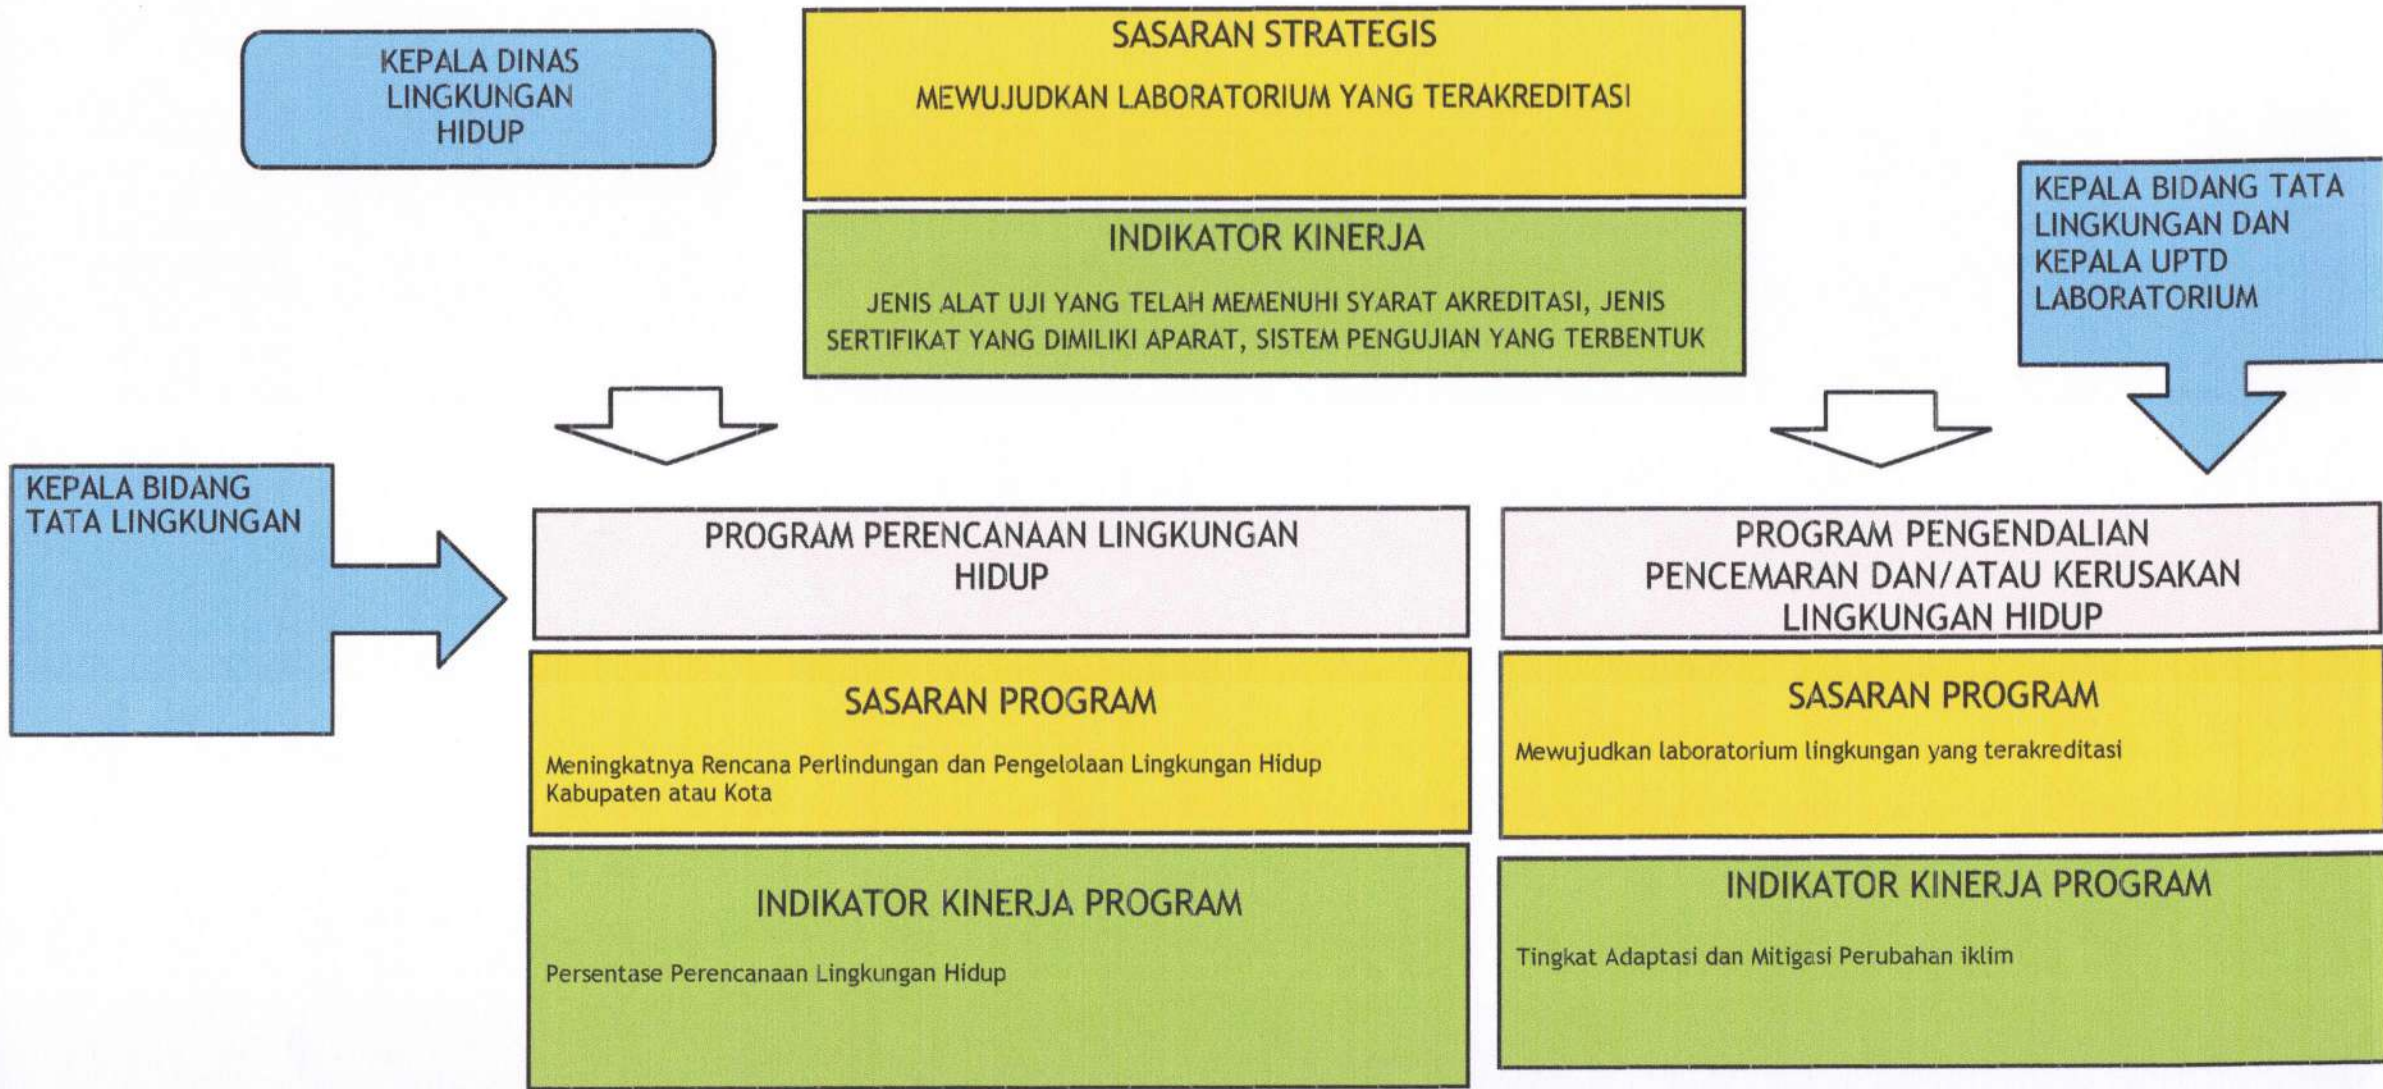 KEPALA DINAS
LINGKUNGAN
HIDUP
SASARAN STRATEGIS
MEWUJUDKAN LABORATORIUM YANG TERAKREDITASI
INDIKATOR KINERJA
JENIS ALAT UJI YANG TELAH MEMENUHI SYARAT AKREDITASI, JENIS
SERTIFIKAT YANG DIMILIKI APARAT, SISTEM PENGUJIAN YANG TERBENTUK
KEPALA BIDANG TATA
LINGKUNGAN DAN
KEPALA UPTD
LABORATORIUM
KEPALA BIDANG
TATA LINGKUNGAN
PROGRAM PERENCANAAN LINGKUNGAN
HIDUP
SASARAN PROGRAM
Meningkatnya Rencana Perlindungan dan Pengelolaan Lingkungan Hidup
Kabupaten atau Kota
INDIKATOR KINERJA PROGRAM
Persentase Perencanaan Lingkungan Hidup
PROGRAM PENGENDALIAN
PENCEMARAN DAN/ATAU KERUSAKAN
LINGKUNGAN HIDUP
SASARAN PROGRAM
Mewujudkan laboratorium lingkungan yang terakreditasi
INDIKATOR KINERJA PROGRAM
Tingkat Adaptasi dan Mitigasi Perubahan iklim